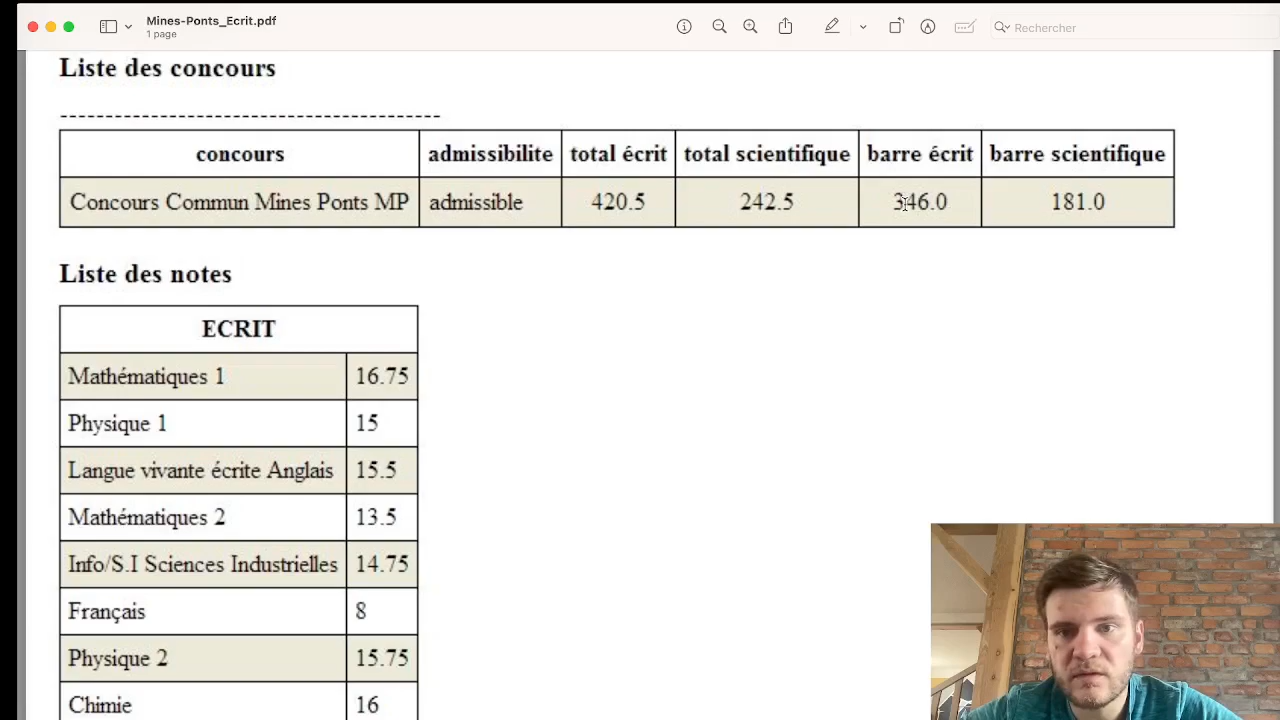 Mines-Ponts_Ecrit.pdf
1 page
Rechercher
Liste des concours
-------------------------------------------
concours admissibilite total écrit total scientifique barre écrit barre scientifique
Concours Commun Mines Ponts MP admissible 420.5 242.5 346.0 181.0
Liste des notes
ECRIT
Mathématiques 1 16.75
Physique 1 15
Langue vivante écrite Anglais 15.5
Mathématiques 2 13.5
Info/S.I Sciences Industrielles 14.75
Français 8
Physique 2 15.75
Chimie 16